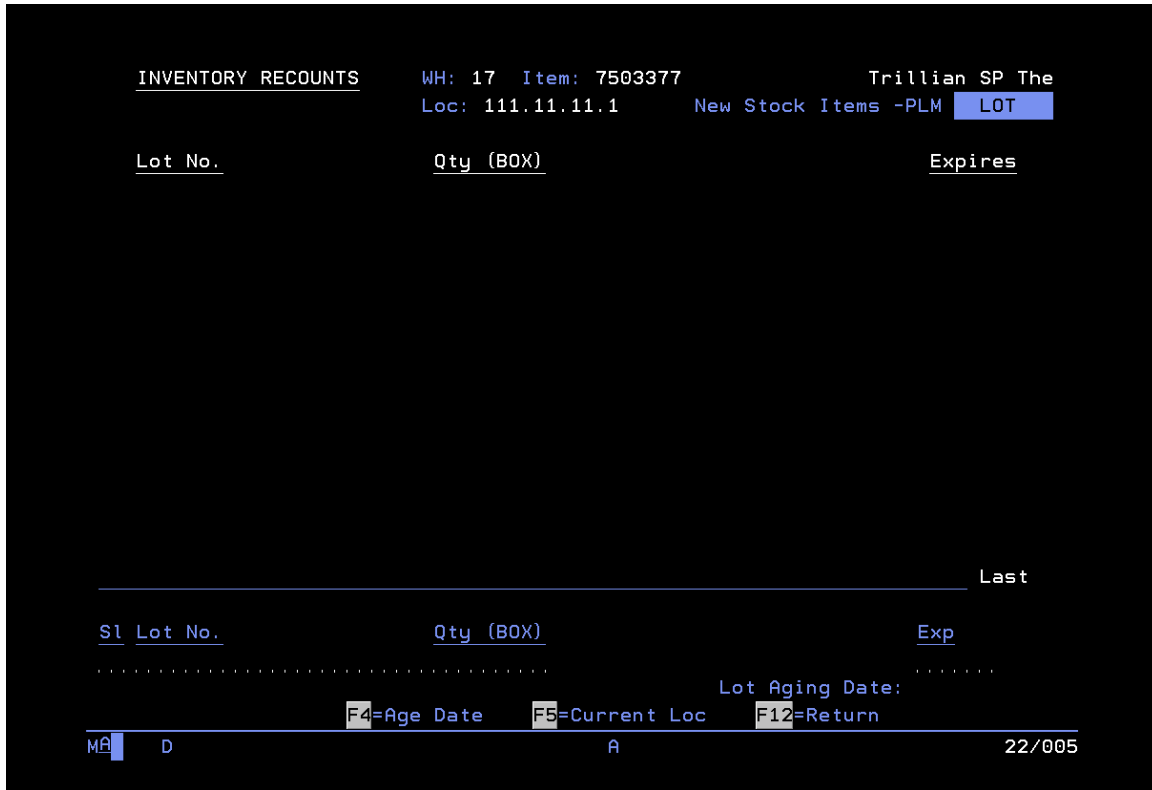 INVENTORY RECOUNTS WH: 17 Item: 7503377 Trillian SP The
Loc: 111.11.11.1 New Stock Items -PLM LOT
Lot No. Qty (BOX) Expires
Last
Sl Lot No. Qty (BOX) Exp
Lot Aging Date:
F4=Age Date F5=Current Loc F12=Return
MA D A 22/005